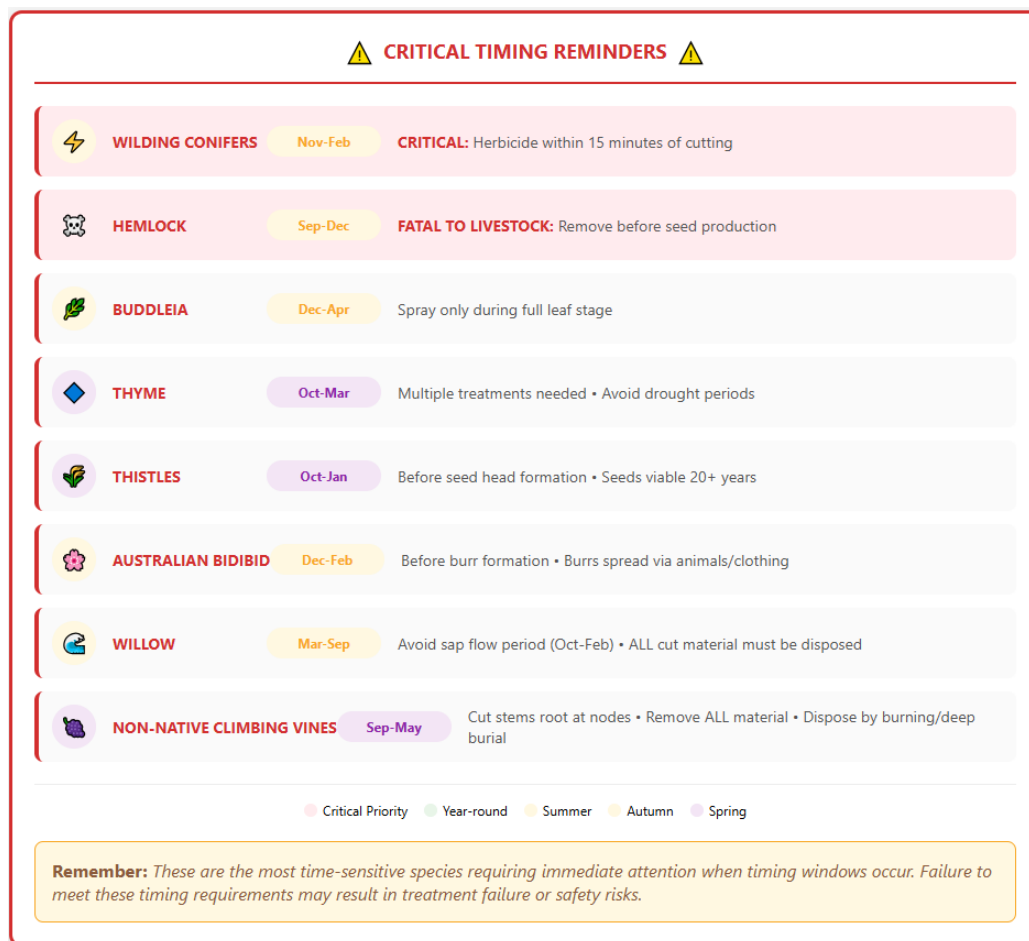 ⚠ CRITICAL TIMING REMINDERS ⚠
WILDING CONIFERS Nov-Feb CRITICAL: Herbicide within 15 minutes of cutting
HEMLOCK Sep-Dec FATAL TO LIVESTOCK: Remove before seed production
BUDDLEIA Dec-Apr Spray only during full leaf stage
THYME Oct-Mar Multiple treatments needed • Avoid drought periods
THISTLES Oct-Jan Before seed head formation • Seeds viable 20+ years
AUSTRALIAN BIDIBID Dec-Feb Before burr formation • Burrs spread via animals/clothing
WILLOW Mar-Sep Avoid sap flow period (Oct-Feb) • ALL cut material must be disposed
NON-NATIVE CLIMBING VINES Sep-May Cut stems root at nodes • Remove ALL material • Dispose by burning/deep
burial
Critical Priority Year-round Summer Autumn Spring
Remember: These are the most time-sensitive species requiring immediate attention when timing windows occur. Failure to
meet these timing requirements may result in treatment failure or safety risks.